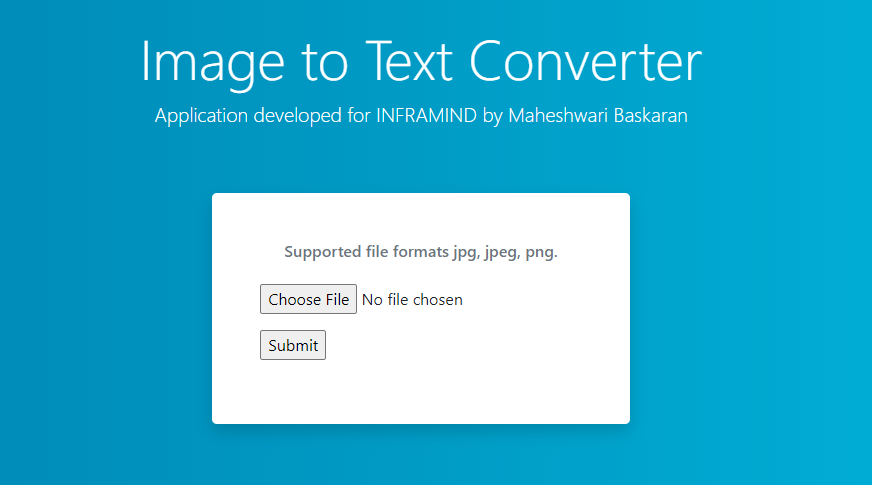 Image to Text Converter
Application developed for INFRAMIND by Maheshwari Baskaran
Supported file formats jpg, jpeg, png.
Choose File No file chosen
Submit